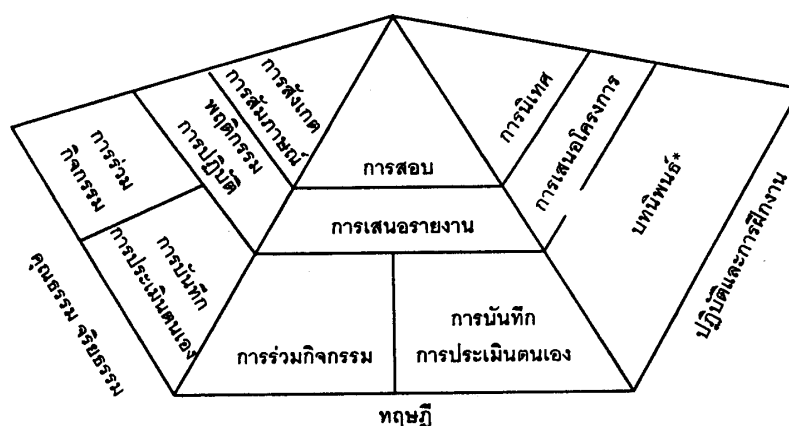 การสังเกต
การสัมภาษณ์
พฤติกรรม
การปฏิบัติ
การร่วม
กิจกรรม
การบันทึก
การประเมินตนเอง
คุณธรรม จริยธรรม
การสอบ
การเสนอรายงาน
การร่วมกิจกรรม
การบันทึก
การประเมินตนเอง
ทฤษฎี
การนิเทศ
การเสนอโครงการ
บทนิพนธ์*
ปฏิบัติและการฝึกงาน